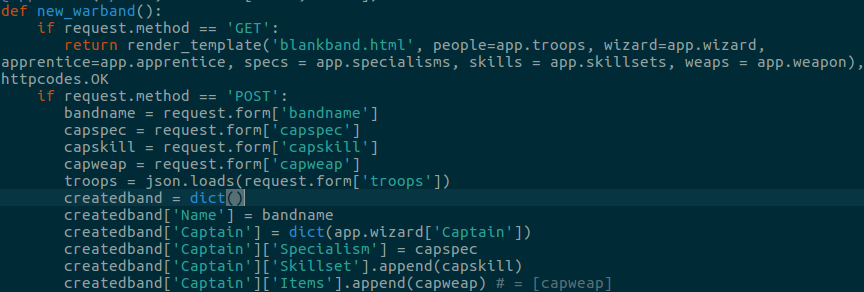 def new_warband():
    if request.method == 'GET':
        return render_template('blankband.html', people=app.troops, wizard=app.wizard,
apprentice=app.apprentice, specs = app.specialisms, skills = app.skillsets, weaps = app.weapon),
httpcodes.OK
    if request.method == 'POST':
        bandname = request.form['bandname']
        capspec = request.form['capspec']
        capskill = request.form['capskill']
        capweap = request.form['capweap']
        troops = json.loads(request.form['troops'])
        createdband = dict()
        createdband['Name'] = bandname
        createdband['Captain'] = dict(app.wizard['Captain'])
        createdband['Captain']['Specialism'] = capspec
        createdband['Captain']['Skillset'].append(capskill)
        createdband['Captain']['Items'].append(capweap) # = [capweap]